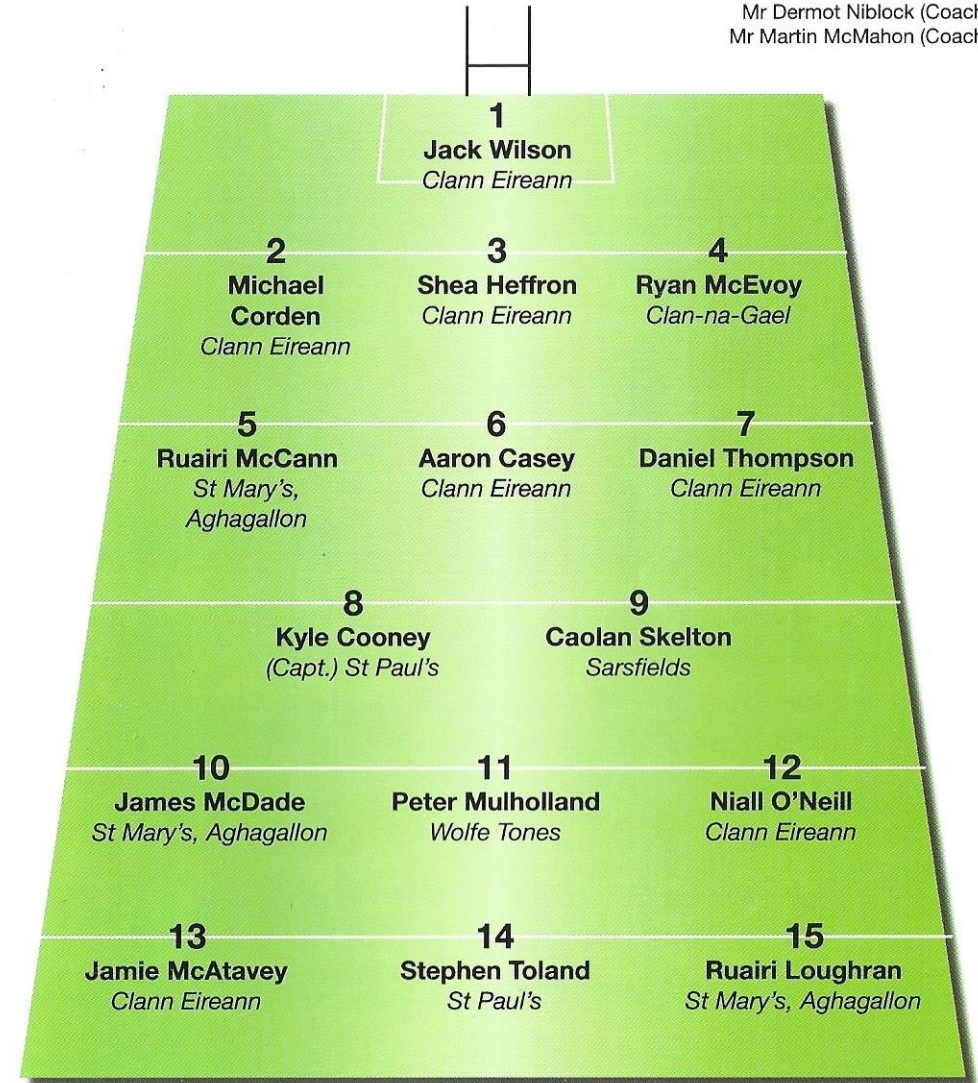 Mr Dermot Niblock (Coach
Mr Martin McMahon (Coach
1
Jack Wilson
Clann Eireann
2
Michael
Corden
Clann Eireann
3
Shea Heffron
Clann Eireann
4
Ryan McEvoy
Clan-na-Gael
5
Ruairi McCann
St Mary's,
Aghagallon
6
Aaron Casey
Clann Eireann
7
Daniel Thompson
Clann Eireann
8
Kyle Cooney
(Capt.) St Paul's
9
Caolan Skelton
Sarsfields
10
James McDade
St Mary's, Aghagallon
11
Peter Mulholland
Wolfe Tones
12
Niall O'Neill
Clann Eireann
13
Jamie McAtavey
Clann Eireann
14
Stephen Toland
St Paul's
15
Ruairi Loughran
St Mary's, Aghagallon